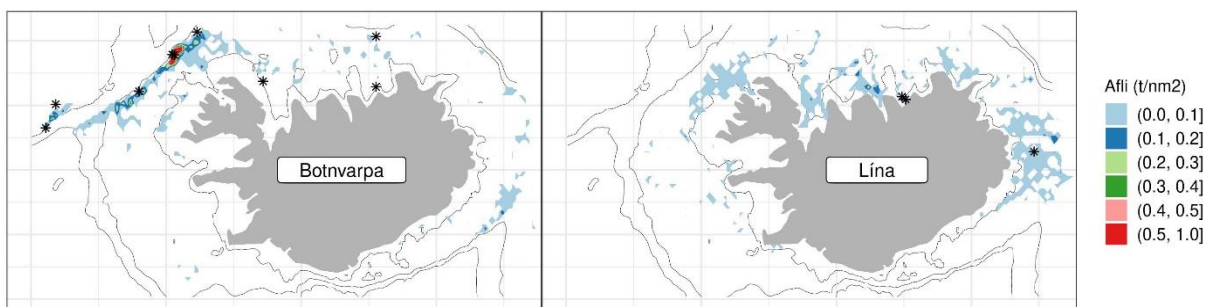 Botnvarpa
Lína
Afli (t/nm2)
(0.0, 0.1]
(0.1, 0.2]
(0.2, 0.3]
(0.3, 0.4]
(0.4, 0.5]
(0.5, 1.0]